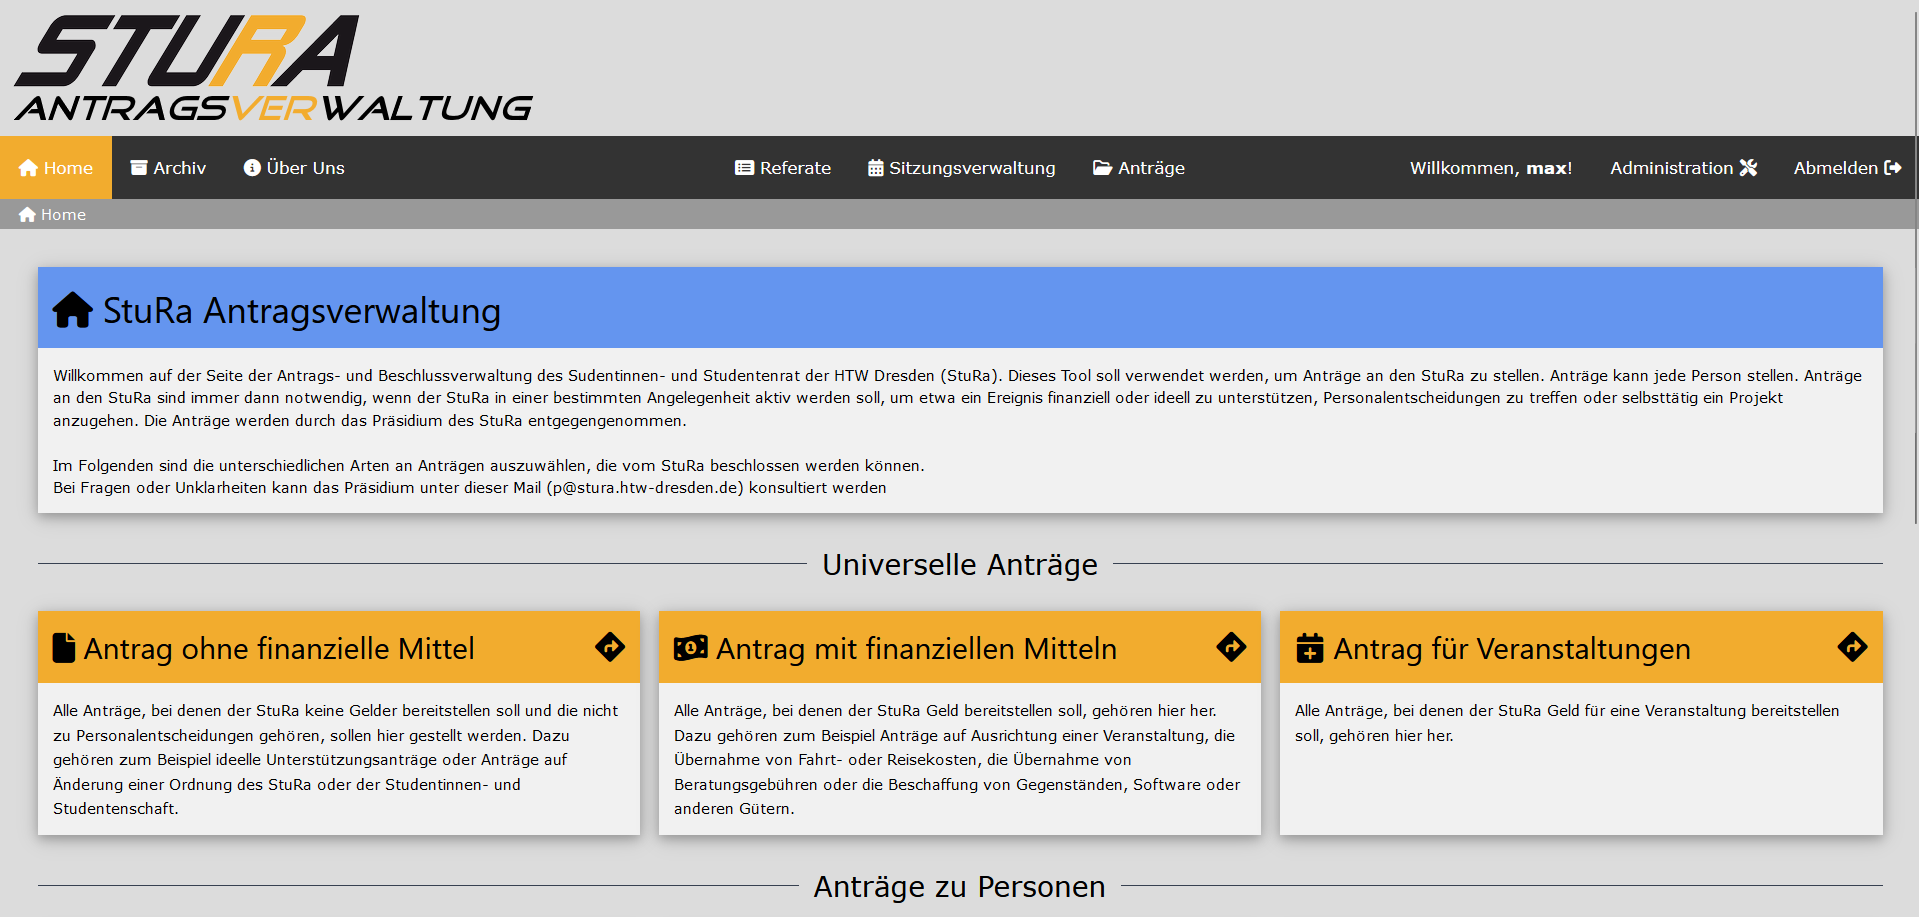 STURA
ANTRAGSVERWALTUNG
Home Archiv Über Uns Referate Sitzungsverwaltung Anträge Willkommen, max! Administration Abmelden
Home
StuRa Antragsverwaltung
Willkommen auf der Seite der Antrags- und Beschlussverwaltung des Sudentinnen- und Studentenrat der HTW Dresden (StuRa). Dieses Tool soll verwendet werden, um Anträge an den StuRa zu stellen. Anträge kann jede Person stellen. Anträge
an den StuRa sind immer dann notwendig, wenn der StuRa in einer bestimmten Angelegenheit aktiv werden soll, um etwa ein Ereignis finanziell oder ideell zu unterstützen, Personalentscheidungen zu treffen oder selbsttätig ein Projekt
anzugehen. Die Anträge werden durch das Präsidium des StuRa entgegengenommen.
Im Folgenden sind die unterschiedlichen Arten an Anträgen auszuwählen, die vom StuRa beschlossen werden können.
Bei Fragen oder Unklarheiten kann das Präsidium unter dieser Mail (p@stura.htw-dresden.de) konsultiert werden
Universelle Anträge
Antrag ohne finanzielle Mittel
Alle Anträge, bei denen der StuRa keine Gelder bereitstellen soll und die nicht
zu Personalentscheidungen gehören, sollen hier gestellt werden. Dazu
gehören zum Beispiel ideelle Unterstützungsanträge oder Anträge auf
Änderung einer Ordnung des StuRa oder der Studentinnen- und
Studentenschaft.
Antrag mit finanziellen Mitteln
Alle Anträge, bei denen der StuRa Geld bereitstellen soll, gehören hier her.
Dazu gehören zum Beispiel Anträge auf Ausrichtung einer Veranstaltung, die
Übernahme von Fahrt- oder Reisekosten, die Übernahme von
Beratungsgebühren oder die Beschaffung von Gegenständen, Software oder
anderen Gütern.
Antrag für Veranstaltungen
Alle Anträge, bei denen der StuRa Geld für eine Veranstaltung bereitstellen
soll, gehören hier her.
Anträge zu Personen